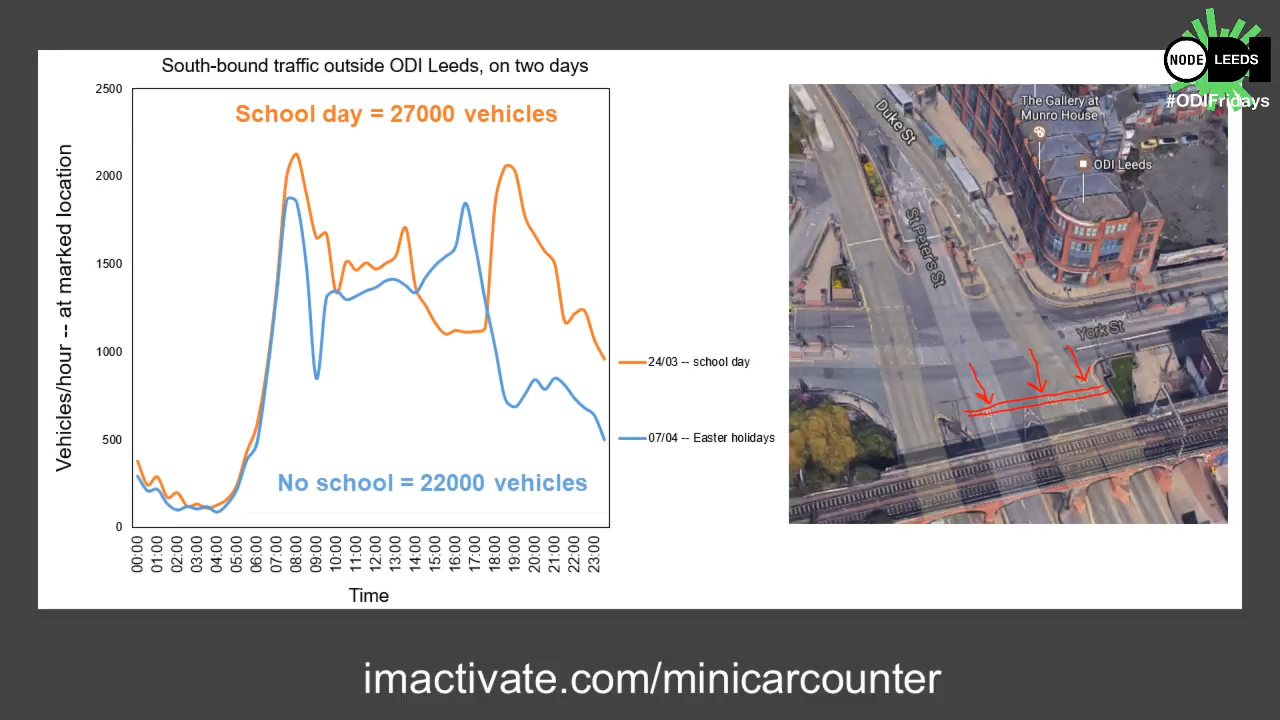 South-bound traffic outside ODI Leeds, on two days
NODE
LEEDS
#ODIFridays
2500
2000
1500
1000
500
0
Vehicles/hour -- at marked location
School day = 27000 vehicles
No school = 22000 vehicles
24/03 -- school day
07/04 -- Easter holidays
00:00
01:00
02:00
03:00
04:00
05:00
06:00
07:00
08:00
09:00
10:00
11:00
12:00
13:00
14:00
15:00
16:00
17:00
18:00
19:00
20:00
21:00
22:00
23:00
Time
Duke St
The Gallery at
Munro House
ODI Leeds
St Peter's St
York St
imactivate.com/minicarcounter